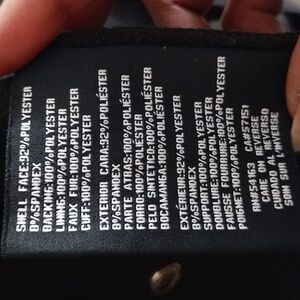 SHELL FACE:92%POLYESTER
8%SPANDEX
BACKING:100%POLYESTER
LINING:100%POLYESTER
FAUX FUR:100%POLYESTER
CUFF:100%POLYESTER
EXTERIOR CARA:92%POLIÉSTER
8%SPANDEX
PARTE ATRAS:100%POLIÉSTER
FORRO:100%POLIÉSTER
PELO SINTETICO:100%POLIÉSTER
BOCAMANGA:100%POLIÉSTER
EXTÉRIEUR:92%POLYESTER
8%SPANDEX
SUPPORT:100%POLYESTER
DOUBLURE:100%POLYESTER
FAUSSE FOURRURE:100%POLYESTER
POIGNET:100%POLYESTER
RN#54163 CA#57151
CARE ON REVERSE
CUIDADO AL REVERSO
SOIN SUR L'INVERSE